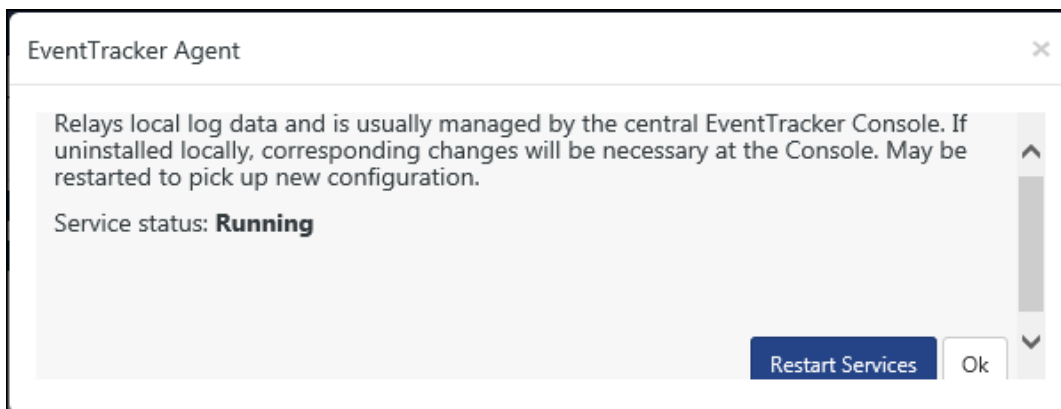 EventTracker Agent
×
Relays local log data and is usually managed by the central EventTracker Console. If
uninstalled locally, corresponding changes will be necessary at the Console. May be
restarted to pick up new configuration.
Service status: Running
Restart Services Ok